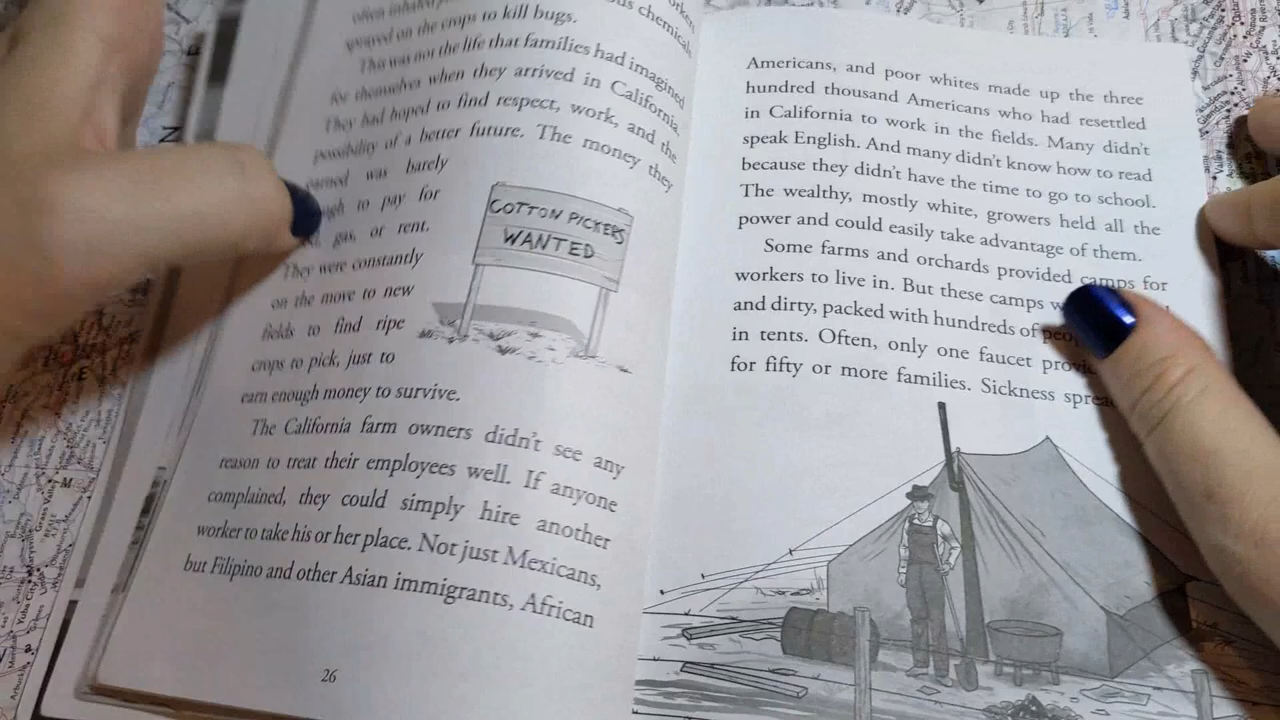 often
sprayed on the crops to kill bugs.
This was not the life that families had imagined
for themselves when they arrived in California.
They had hoped to find respect, work, and the
possibility of a better future. The money they
earned was barely
to pay for
gas, or rent.
They were constantly
on the move to new
fields to find ripe
crops to pick, just to
earn enough money to survive.
COTTON PICKERS
WANTED
The California farm owners didn't see any
reason to treat their employees well. If anyone
complained, they could simply hire another
worker to take his or her place. Not just Mexicans,
but Filipino and other Asian immigrants, African
26
Americans, and poor whites made up the three
hundred thousand Americans who had resettled
in California to work in the fields. Many didn't
speak English. And many didn't know how to read
because they didn't have the time to go to school.
The wealthy, mostly white, growers held all the
power and could easily take advantage of them.
Some farms and orchards provided camps for
workers to live in. But these camps
and dirty, packed with hundreds of
in tents. Often, only one faucet
for fifty or more families. Sickness